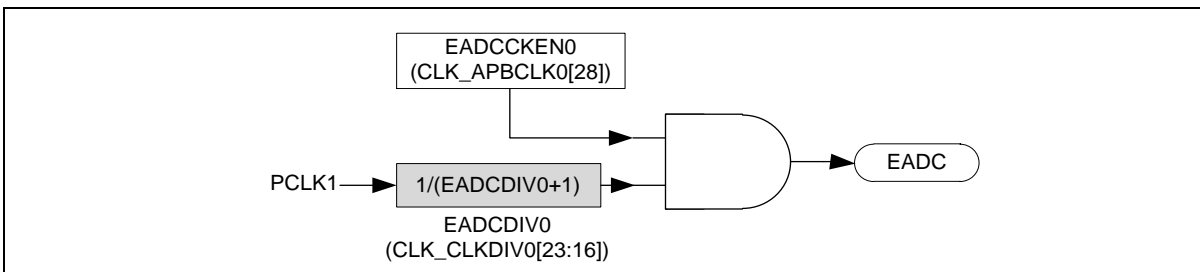 EADCCKEN0
(CLK_APBCLK0[28])
PCLK1
1/(EADCDIV0+1)
EADC
EADCDIV0
(CLK_CLKDIV0[23:16])